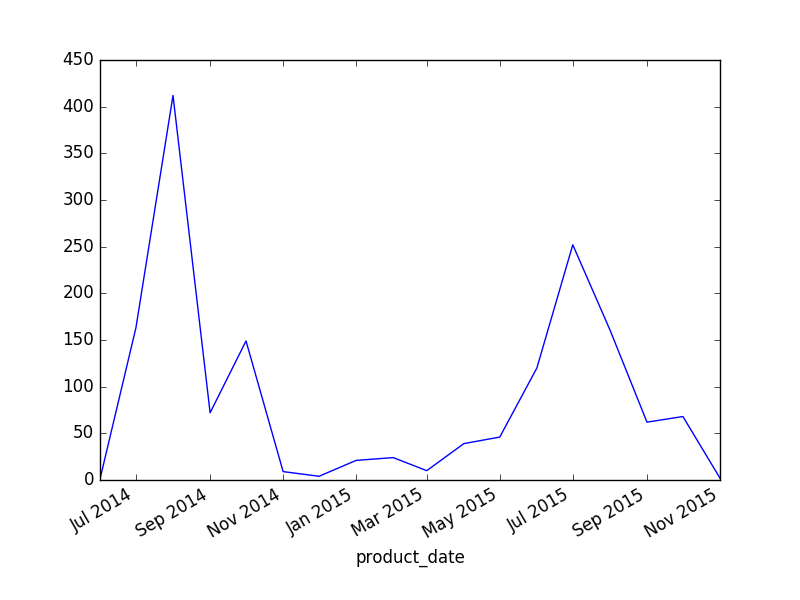 450
400
350
300
250
200
150
100
50
0
Jul 2014
Sep 2014
Nov 2014
Jan 2015
Mar 2015
May 2015
Jul 2015
Sep 2015
Nov 2015
product_date